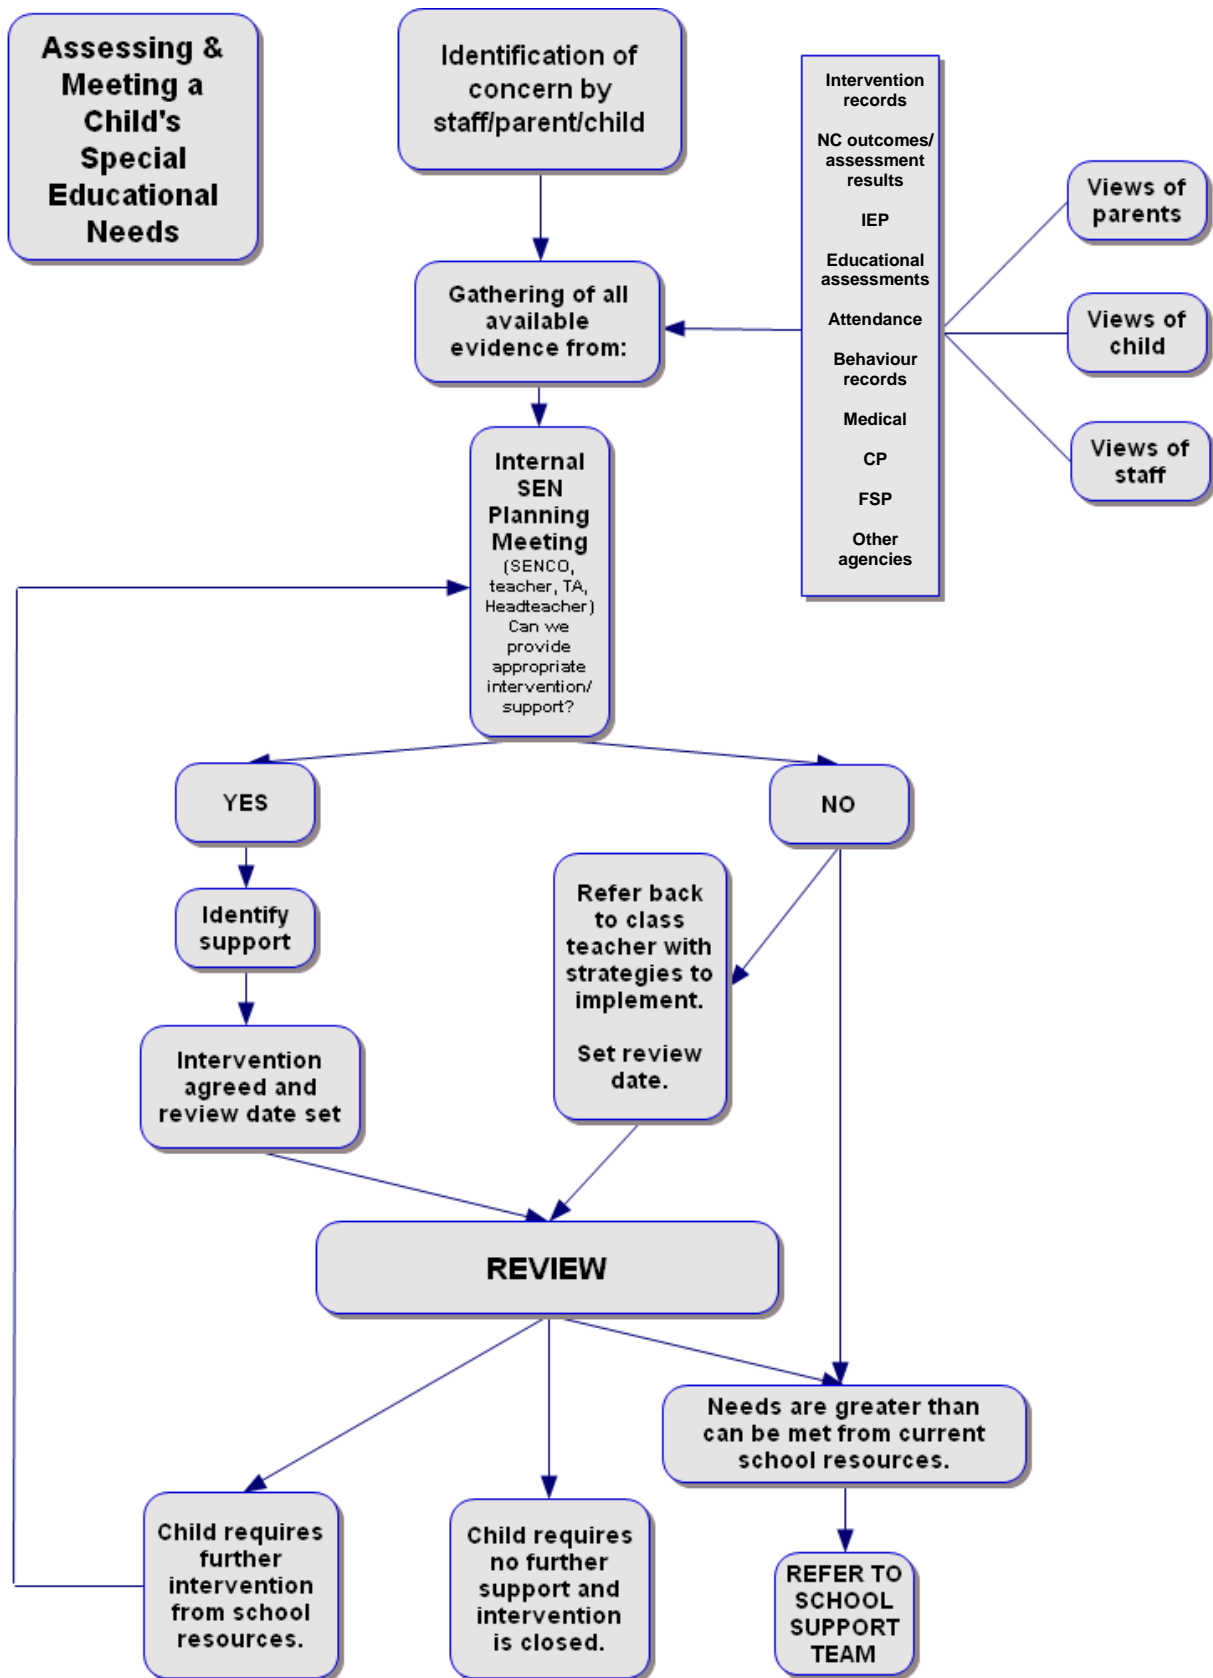 Assessing &
Meeting a
Child's
Special
Educational
Needs
Identification of
concern by
staff/parent/child
Intervention
records
NC outcomes/
assessment
results
IEP
Educational
assessments
Attendance
Behaviour
records
Medical
CP
FSP
Other
agencies
Views of
parents
Views of
child
Views of
staff
Gathering of all
available
evidence from:
Internal
SEN
Planning
Meeting
(SENCO,
teacher, TA,
Headteacher)
Can we
provide
appropriate
intervention/
support?
YES
NO
Identify
support
Refer back
to class
teacher with
strategies to
implement.
Set review
date.
Intervention
agreed and
review date set
REVIEW
Needs are greater than
can be met from current
school resources.
Child requires
further
intervention
from school
resources.
Child requires
no further
support and
intervention
is closed.
REFER TO
SCHOOL
SUPPORT
TEAM